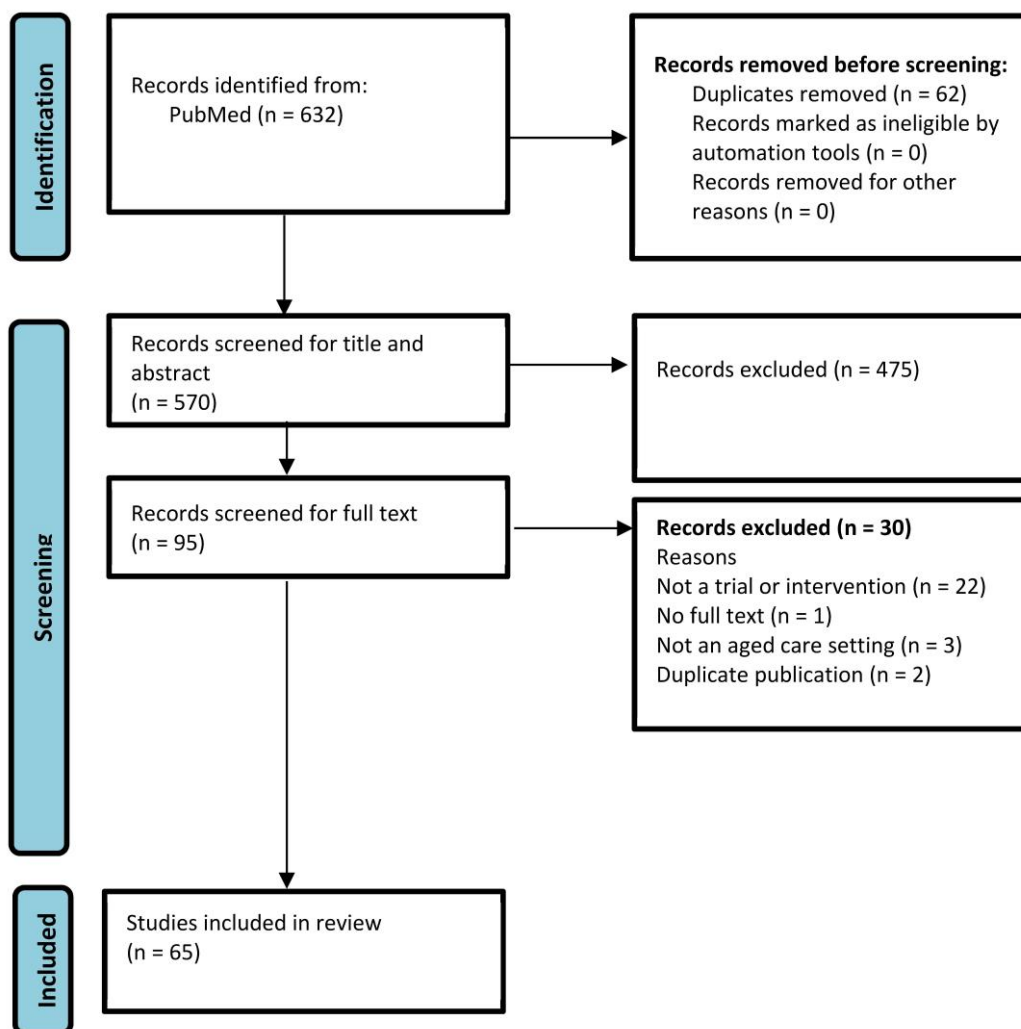 Identification
Records identified from:
PubMed (n = 632)
Records removed before screening:
Duplicates removed (n = 62)
Records marked as ineligible by
automation tools (n = 0)
Records removed for other
reasons (n = 0)
Screening
Records screened for title and
abstract
(n = 570)
Records excluded (n = 475)
Records screened for full text
(n = 95)
Records excluded (n = 30)
Reasons
Not a trial or intervention (n = 22)
No full text (n = 1)
Not an aged care setting (n = 3)
Duplicate publication (n = 2)
Included
Studies included in review
(n = 65)